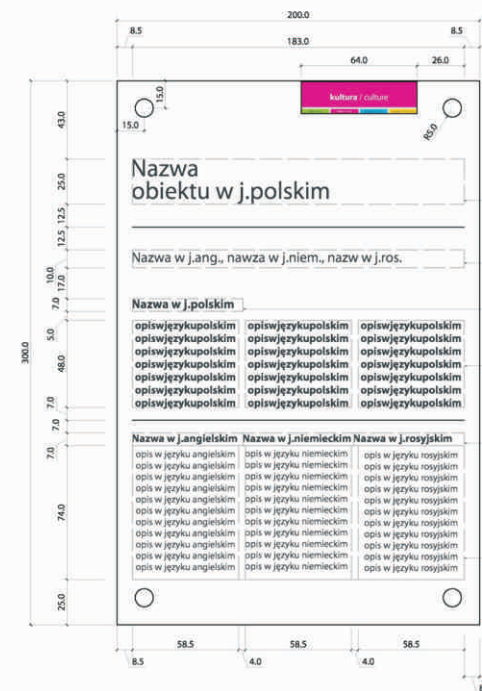 200.0
8.5 8.5
183.0
64.0 26.0
kultura / culture
15.0
15.0
R5.0
Nazwa
obiektu w j.polskim
Nazwa w j.ang., nawza w j.niem., nazw w j.ros.
Nazwa w j.polskim
opiswjęzykupolskim opiswjęzykupolskim opiswjęzykupolskim
opiswjęzykupolskim opiswjęzykupolskim opiswjęzykupolskim
opiswjęzykupolskim opiswjęzykupolskim opiswjęzykupolskim
opiswjęzykupolskim opiswjęzykupolskim opiswjęzykupolskim
opiswjęzykupolskim opiswjęzykupolskim opiswjęzykupolskim
opiswjęzykupolskim opiswjęzykupolskim opiswjęzykupolskim
opiswjęzykupolskim opiswjęzykupolskim opiswjęzykupolskim
Nazwa w j.angielskim Nazwa w j.niemieckim Nazwa w j.rosyjskim
opis w języku angielskim opis w języku niemieckim opis w języku rosyjskim
opis w języku angielskim opis w języku niemieckim opis w języku rosyjskim
opis w języku angielskim opis w języku niemieckim opis w języku rosyjskim
opis w języku angielskim opis w języku niemieckim opis w języku rosyjskim
opis w języku angielskim opis w języku niemieckim opis w języku rosyjskim
opis w języku angielskim opis w języku niemieckim opis w języku rosyjskim
opis w języku angielskim opis w języku niemieckim opis w języku rosyjskim
opis w języku angielskim opis w języku niemieckim opis w języku rosyjskim
opis w języku angielskim opis w języku niemieckim opis w języku rosyjskim
opis w języku angielskim opis w języku niemieckim opis w języku rosyjskim
opis w języku angielskim opis w języku niemieckim opis w języku rosyjskim
300.0
43.0
25.0
12.5
12.5
10.0
17.0
7.0
5.0
48.0
7.0
7.0
7.0
74.0
25.0
58.5 58.5 58.5
8.5 4.0 4.0